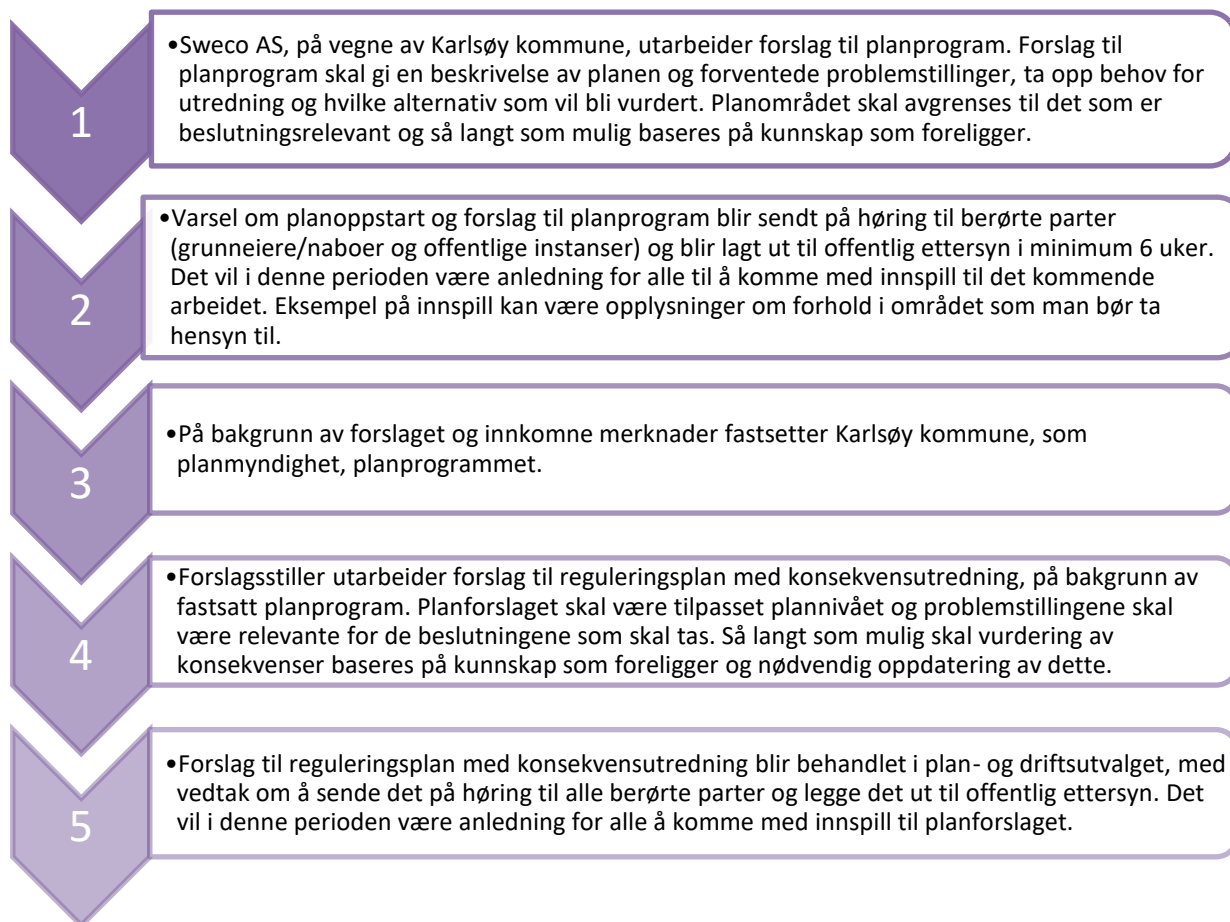 1
•Sweco AS, på vegne av Karlsøy kommune, utarbeider forslag til planprogram. Forslag til
planprogram skal gi en beskrivelse av planen og forventede problemstillinger, ta opp behov for
utredning og hvilke alternativ som vil bli vurdert. Planområdet skal avgrenses til det som er
beslutningsrelevant og så langt som mulig baseres på kunnskap som foreligger.
2
•Varsel om planoppstart og forslag til planprogram blir sendt på høring til berørte parter
(grunneiere/naboer og offentlige instanser) og blir lagt ut til offentlig ettersyn i minimum 6 uker.
Det vil i denne perioden være anledning for alle til å komme med innspill til det kommende
arbeidet. Eksempel på innspill kan være opplysninger om forhold i området som man bør ta
hensyn til.
3
•På bakgrunn av forslaget og innkomne merknader fastsetter Karlsøy kommune, som
planmyndighet, planprogrammet.
4
•Forslagsstiller utarbeider forslag til reguleringsplan med konsekvensutredning, på bakgrunn av
fastsatt planprogram. Planforslaget skal være tilpasset plannivået og problemstillingene skal
være relevante for de beslutningene som skal tas. Så langt som mulig skal vurdering av
konsekvenser baseres på kunnskap som foreligger og nødvendig oppdatering av dette.
5
•Forslag til reguleringsplan med konsekvensutredning blir behandlet i plan- og driftsutvalget, med
vedtak om å sende det på høring til alle berørte parter og legge det ut til offentlig ettersyn. Det
vil i denne perioden være anledning for alle å komme med innspill til planforslaget.